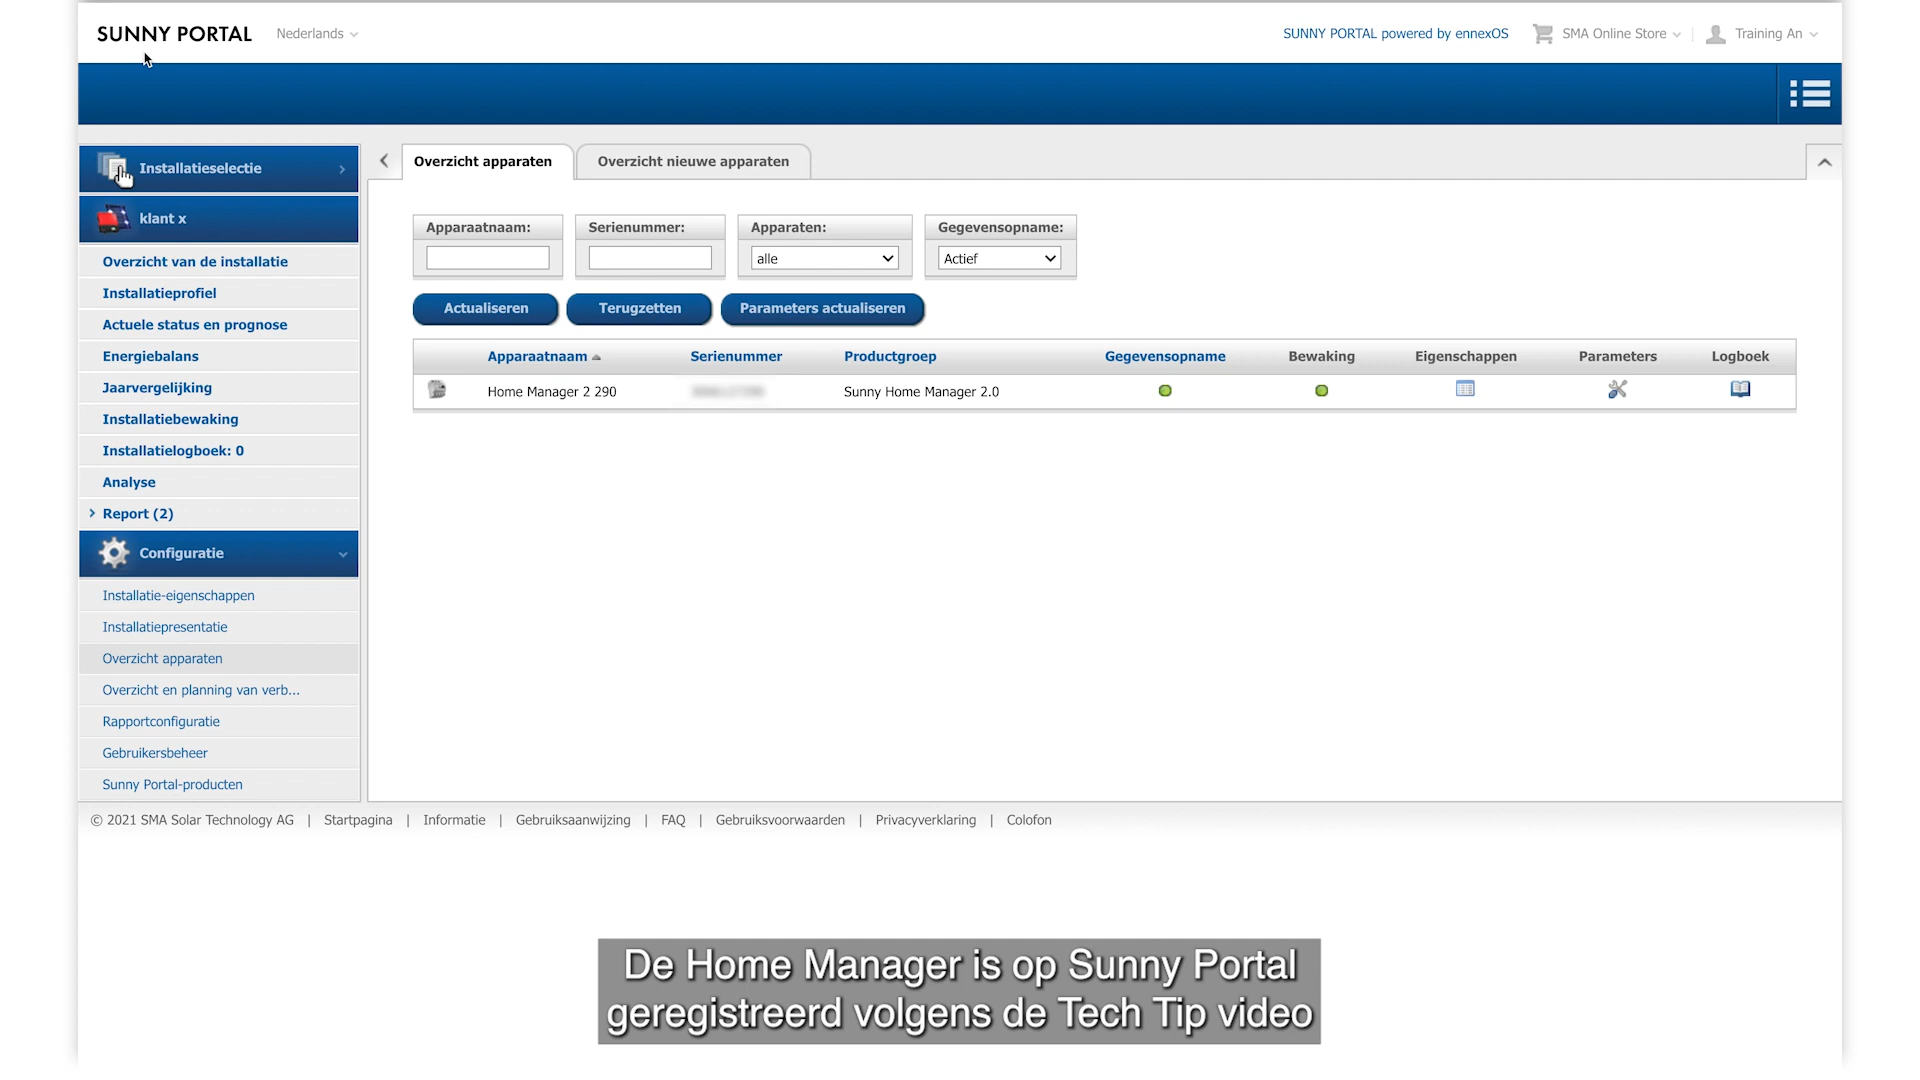 SUNNY PORTAL
Nederlands
SUNNY PORTAL powered by ennexOS
SMA Online Store
Training An
Installatieselectie
klant x
Overzicht van de installatie
Installatieprofiel
Actuele status en prognose
Energiebalans
Jaarvergelijking
Installatiebewaking
Installatielogboek: 0
Analyse
Report (2)
Configuratie
Installatie-eigenschappen
Installatiepresentatie
Overzicht apparaten
Overzicht en planning van verb...
Rapportconfiguratie
Gebruikersbeheer
Sunny Portal-producten
Overzicht apparaten
Overzicht nieuwe apparaten
Apparaatnaam: Serienummer: Apparaten: Gegevensopname:
alle Actief
Actualiseren Terugzetten Parameters actualiseren
Apparaatnaam Serienummer Productgroep Gegevensopname Bewaking Eigenschappen Parameters Logboek
Home Manager 2 290 Sunny Home Manager 2.0
© 2021 SMA Solar Technology AG | Startpagina | Informatie | Gebruiksaanwijzing | FAQ | Gebruiksvoorwaarden | Privacyverklaring | Colofon
De Home Manager is op Sunny Portal
geregistreerd volgens de Tech Tip video